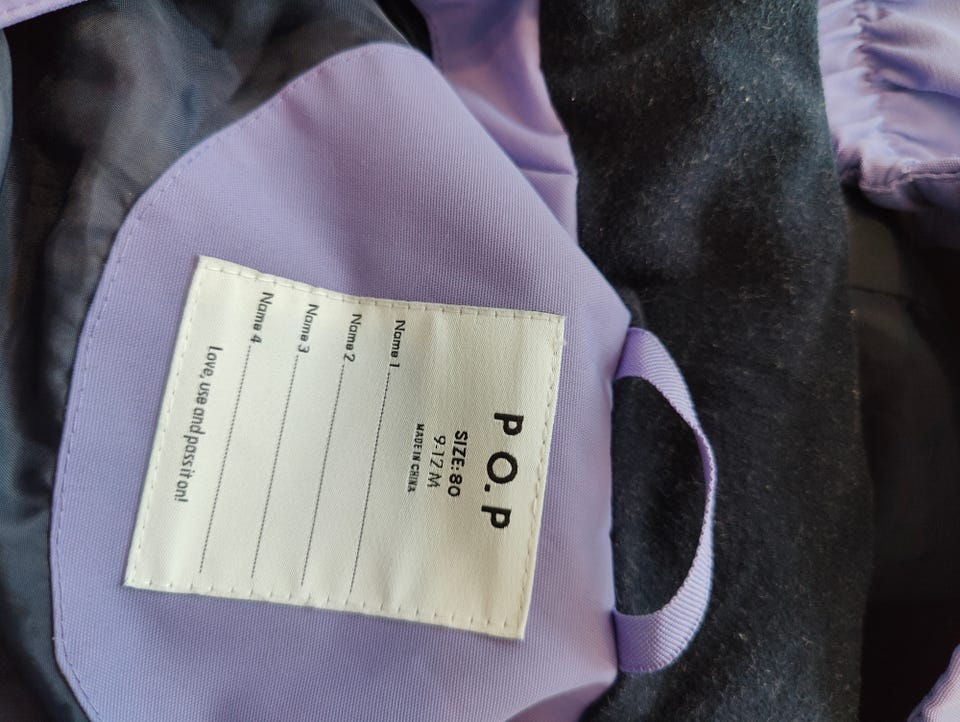 PO.P
SIZE: 80
9-12 M
MADE IN CHINA
Name 1
Name 2
Name 3
Name 4
Love, use and pass it on!